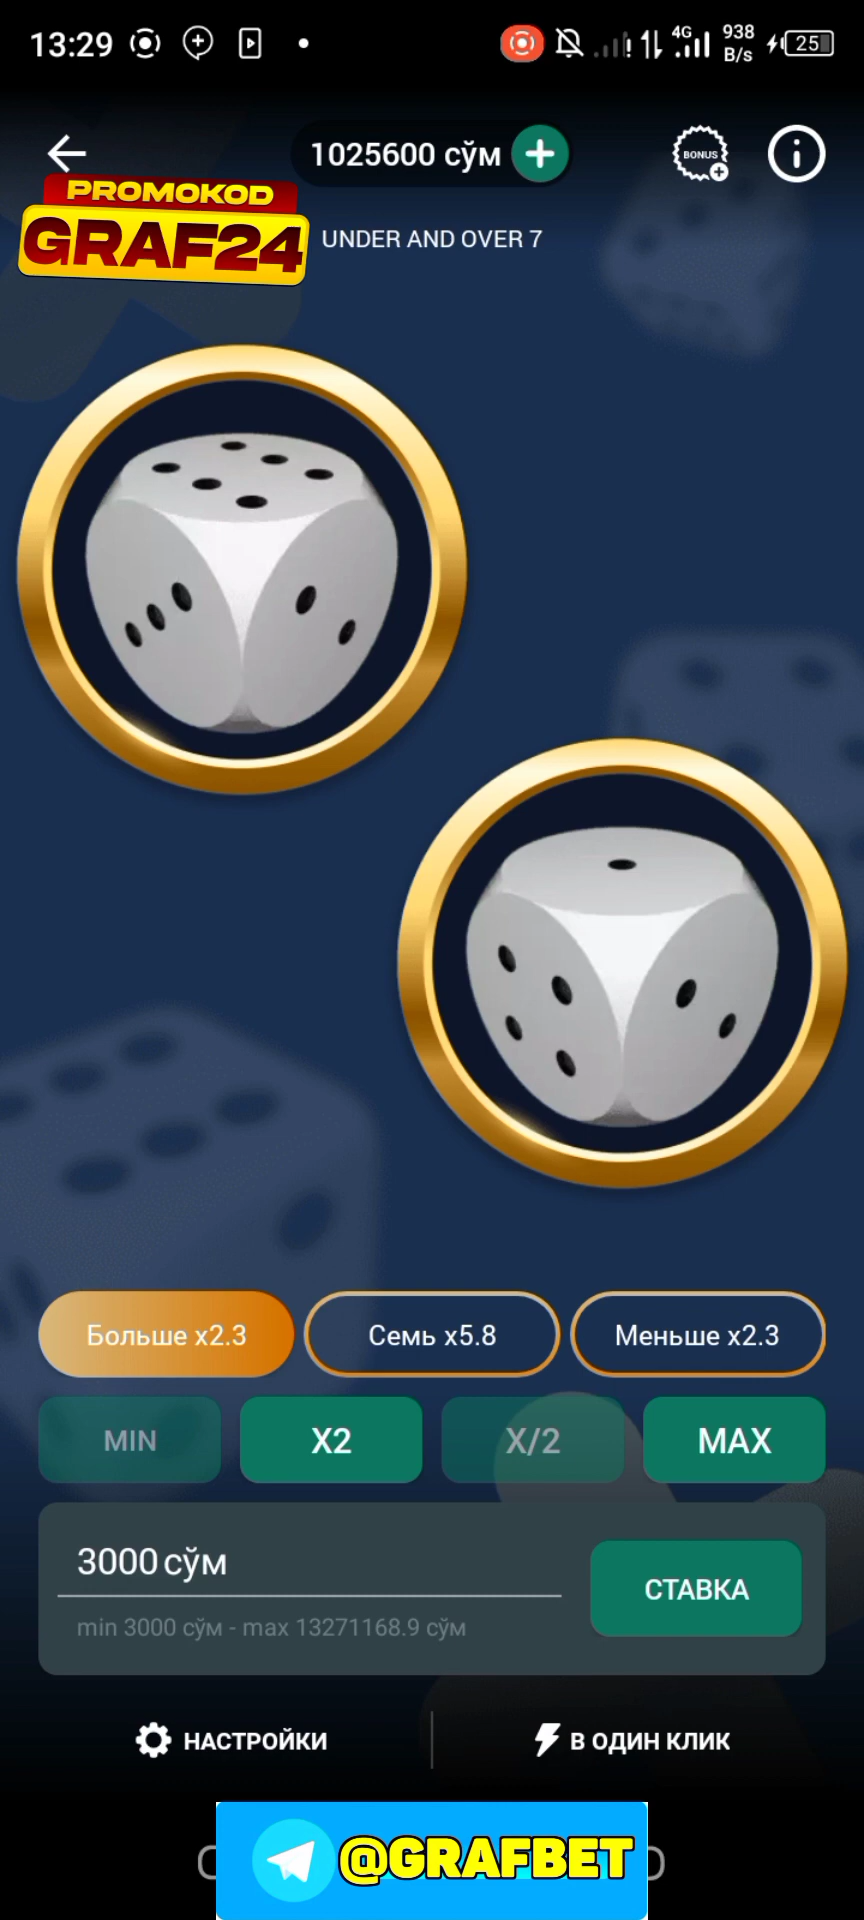 13:29
4G
938
B/s
25
1025600 сўм
BONUS
PROMOKOD
GRAF24
UNDER AND OVER 7
Больше x2.3
Семь x5.8
Меньше x2.3
MIN
X2
X/2
MAX
3000 сўм
СТАВКА
min 3000 сўм - max 13271168.9 сўм
НАСТРОЙКИ
В ОДИН КЛИК
@GRAFBET